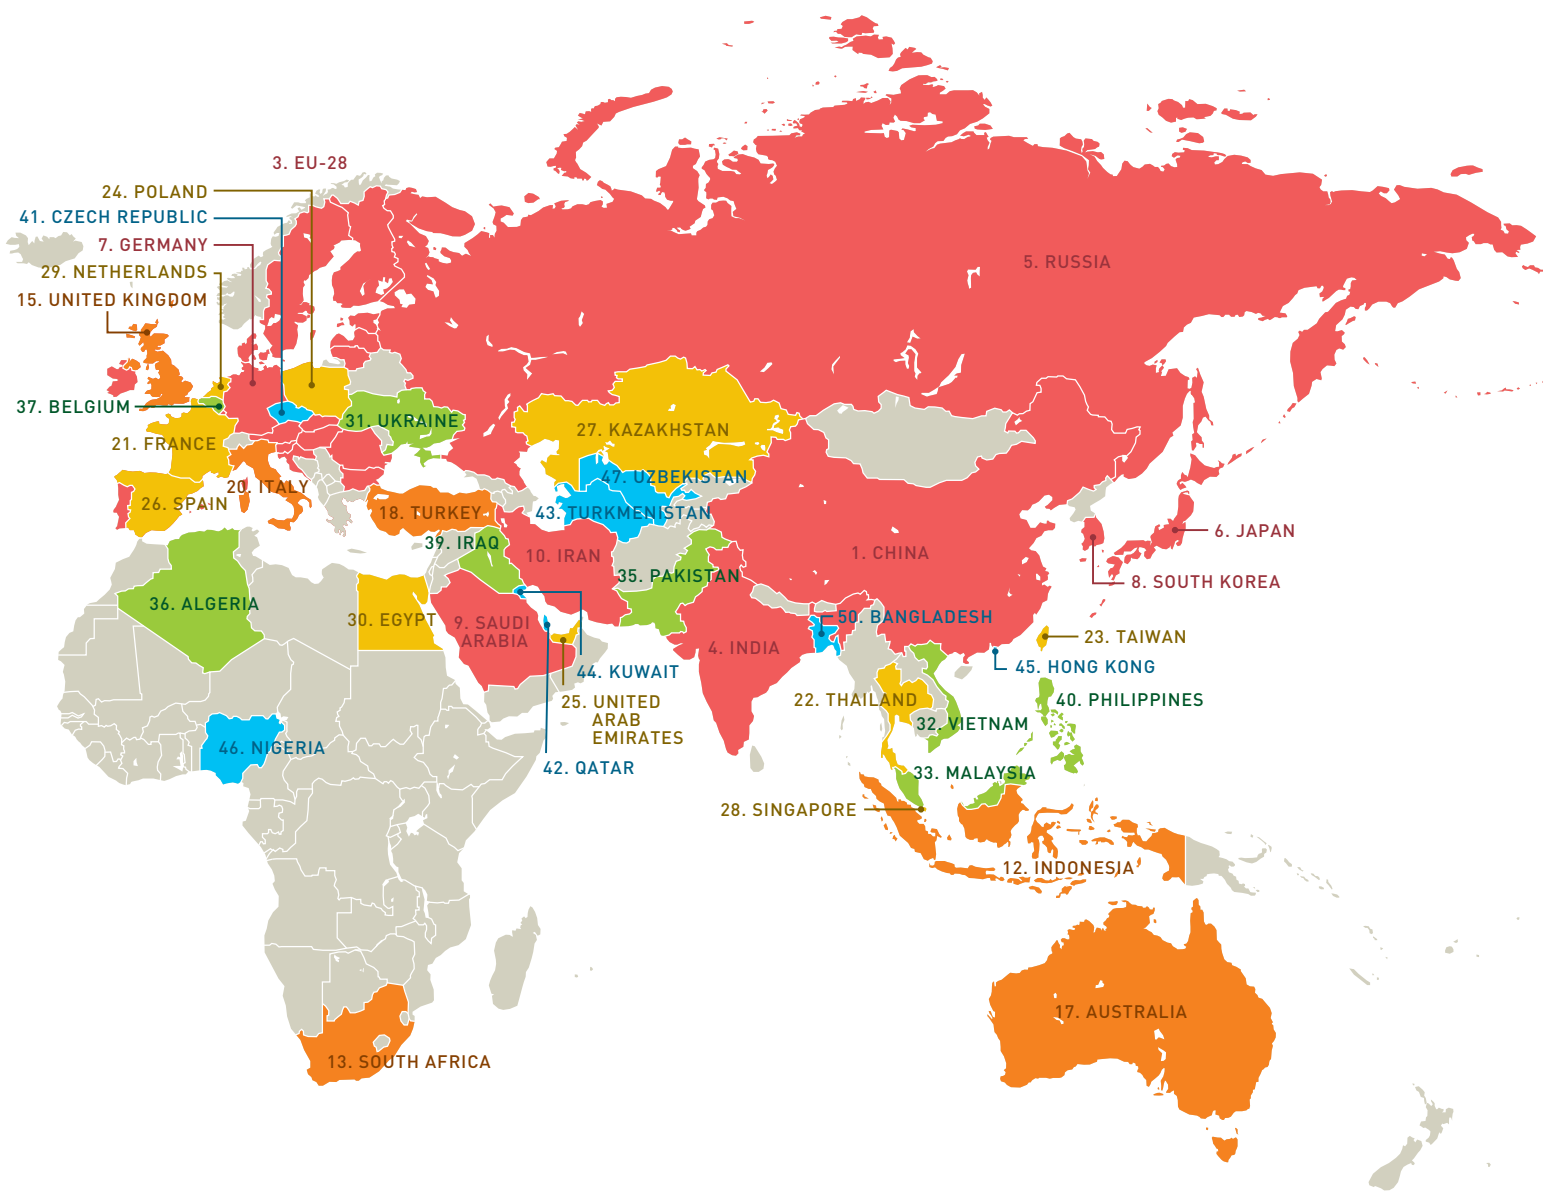 3. EU-28
24. POLAND
41. CZECH REPUBLIC
7. GERMANY
29. NETHERLANDS
15. UNITED KINGDOM
5. RUSSIA
37. BELGIUM
31. UKRAINE
27. KAZAKHSTAN
21. FRANCE
47. UZBEKISTAN
20. ITALY
26. SPAIN
18. TURKEY
43. TURKMENISTAN
6. JAPAN
39. IRAQ
10. IRAN
1. CHINA
35. PAKISTAN
8. SOUTH KOREA
36. ALGERIA
30. EGYPT
9. SAUDI
ARABIA
50. BANGLADESH
23. TAIWAN
4. INDIA
44. KUWAIT
45. HONG KONG
25. UNITED
ARAB
EMIRATES
22. THAILAND
40. PHILIPPINES
32. VIETNAM
46. NIGERIA
42. QATAR
33. MALAYSIA
28. SINGAPORE
12. INDONESIA
17. AUSTRALIA
13. SOUTH AFRICA